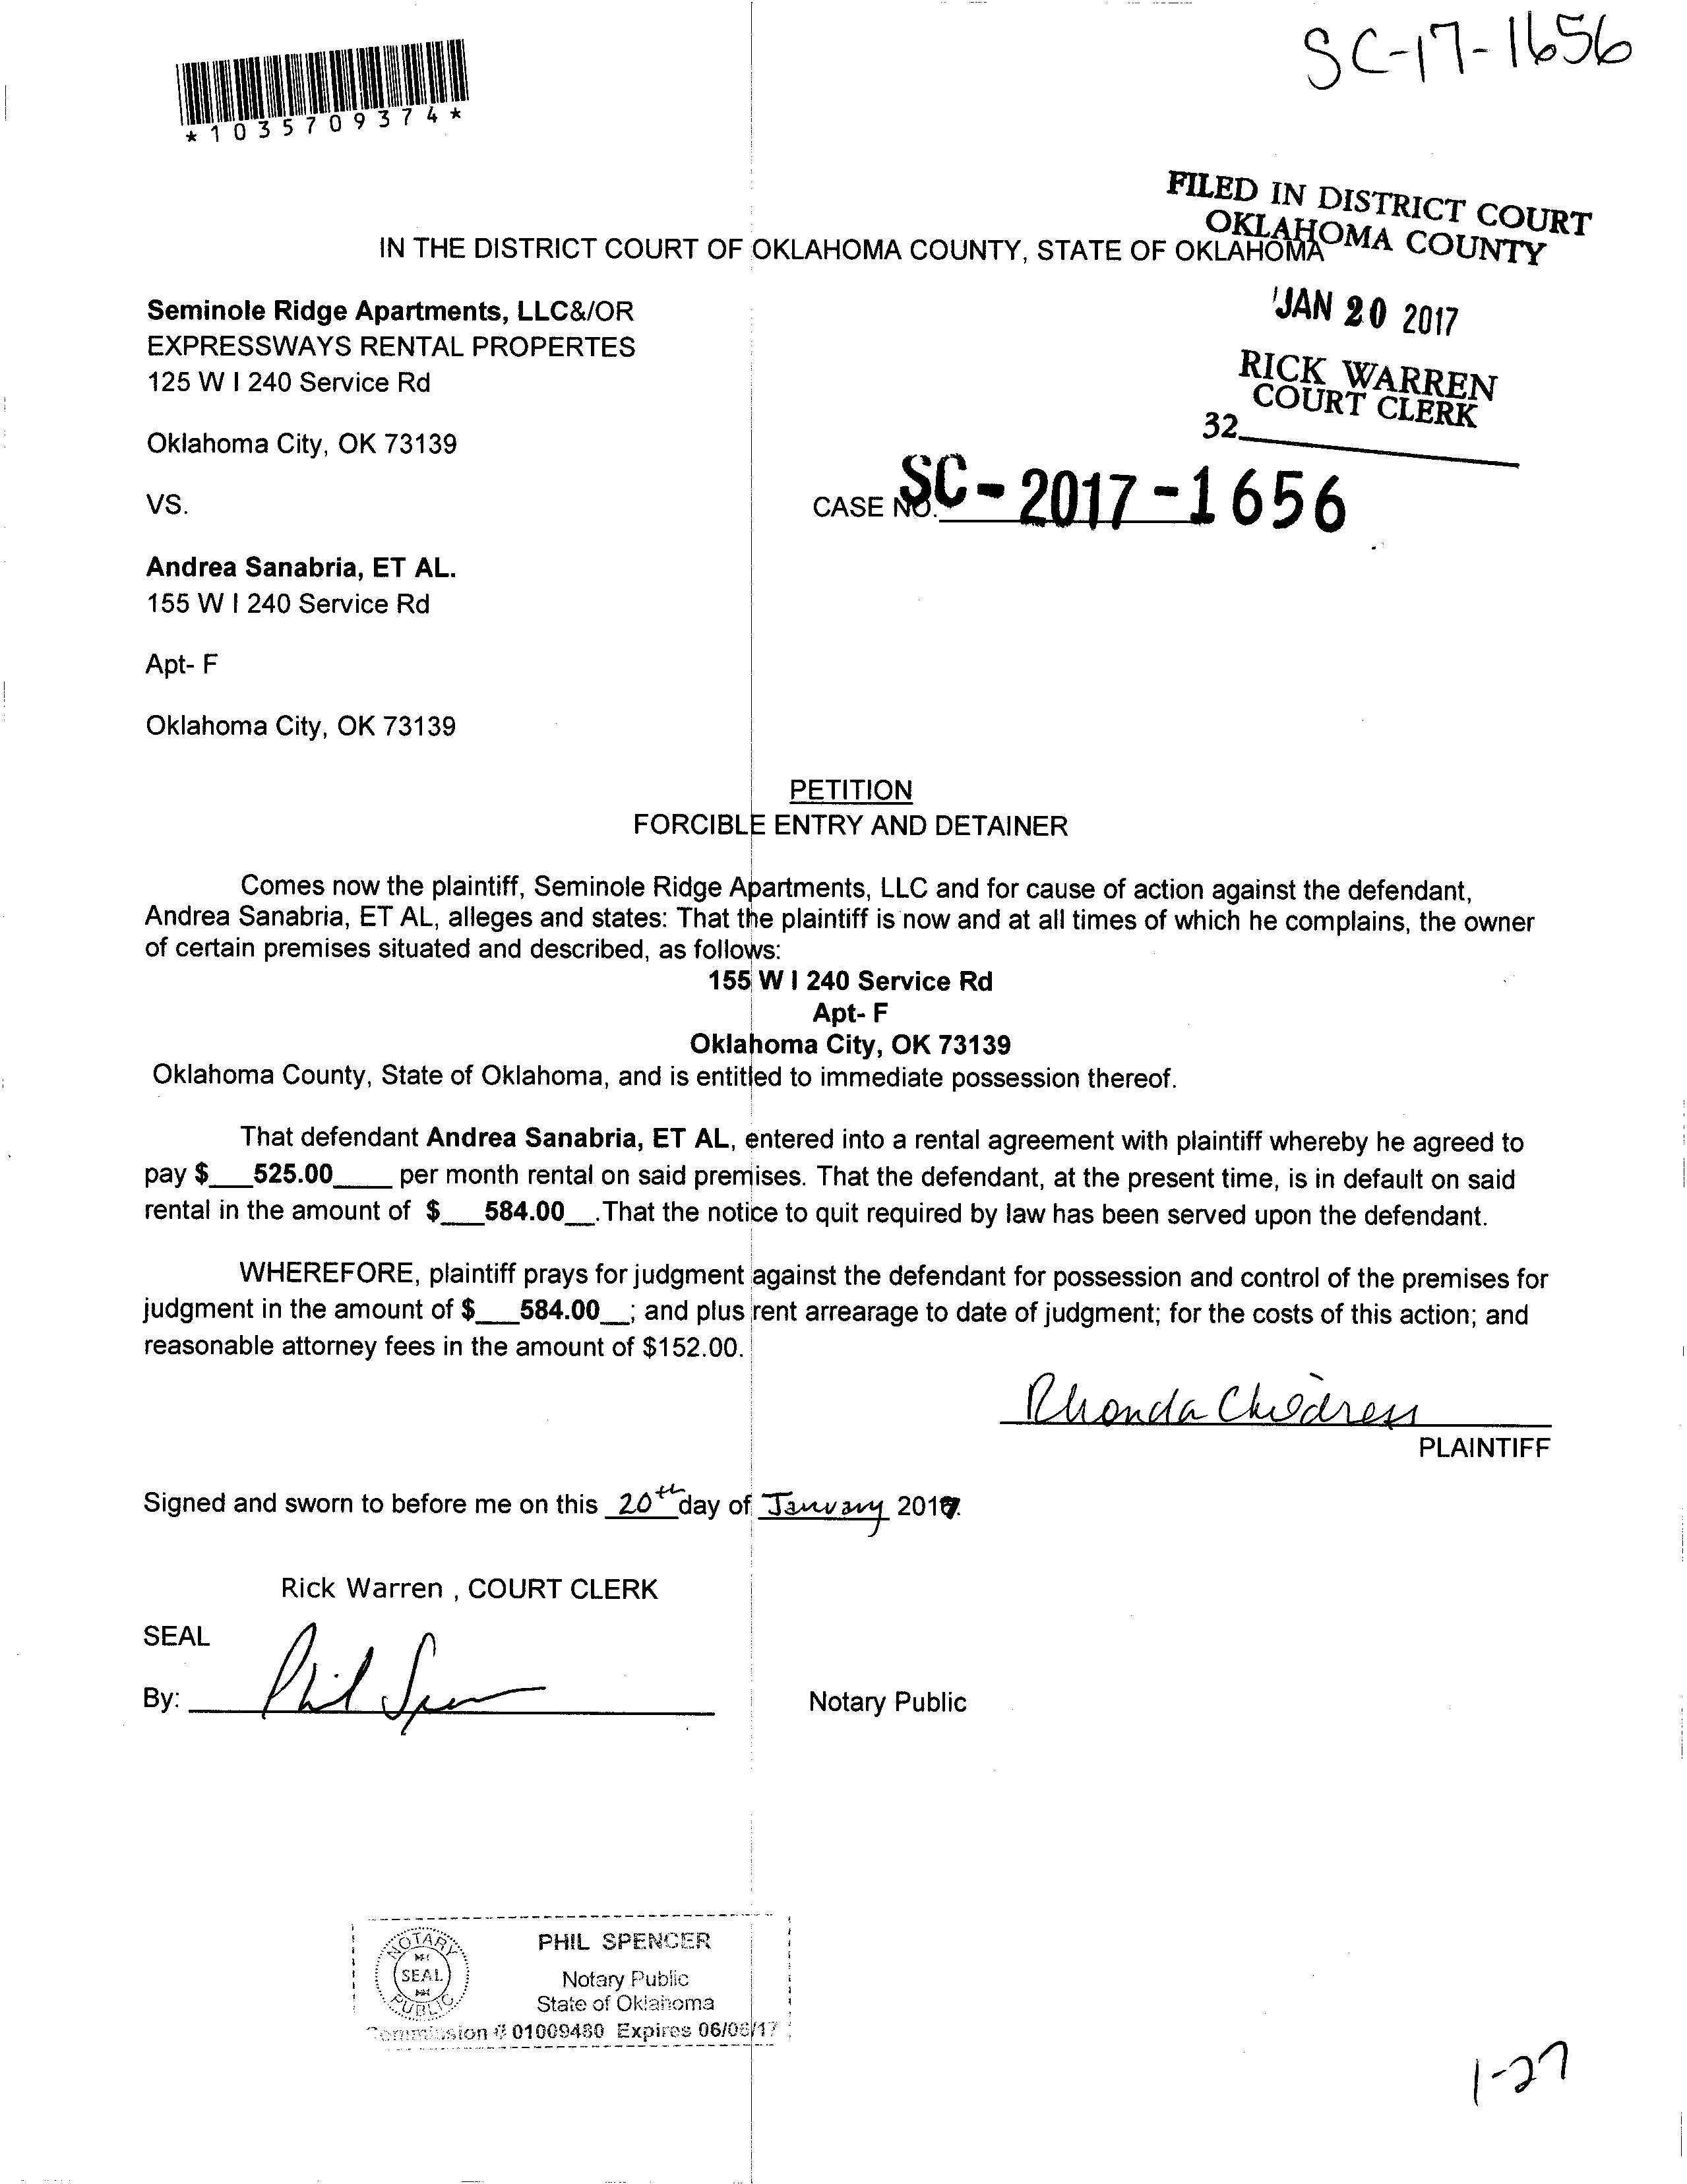 SC-17-1656
*1035709374*
FILED IN DISTRICT COURT
OKLAHOMA COUNTY
IN THE DISTRICT COURT OF OKLAHOMA COUNTY, STATE OF OKLAHOMA
JAN 20 2017
RICK WARREN
COURT CLERK
32
Seminole Ridge Apartments, LLC&/OR
EXPRESSWAYS RENTAL PROPERTES
125 W I 240 Service Rd
Oklahoma City, OK 73139
VS.
CASE NO. SC-2017-1656
Andrea Sanabria, ET AL.
155 W I 240 Service Rd
Apt- F
Oklahoma City, OK 73139
PETITION
FORCIBLE ENTRY AND DETAINER
Comes now the plaintiff, Seminole Ridge Apartments, LLC and for cause of action against the defendant,
Andrea Sanabria, ET AL, alleges and states: That the plaintiff is now and at all times of which he complains, the owner
of certain premises situated and described, as follows:
155 W I 240 Service Rd
Apt- F
Oklahoma City, OK 73139
Oklahoma County, State of Oklahoma, and is entitled to immediate possession thereof.
That defendant Andrea Sanabria, ET AL, entered into a rental agreement with plaintiff whereby he agreed to
pay $___525.00____ per month rental on said premises. That the defendant, at the present time, is in default on said
rental in the amount of $___584.00__.That the notice to quit required by law has been served upon the defendant.
WHEREFORE, plaintiff prays for judgment against the defendant for possession and control of the premises for
judgment in the amount of $___584.00__; and plus rent arrearage to date of judgment; for the costs of this action; and
reasonable attorney fees in the amount of $152.00.
Rhonda Childress
PLAINTIFF
Signed and sworn to before me on this 20th day of January 2017.
Rick Warren , COURT CLERK
SEAL
By: Phil Spencer
Notary Public
NOTARY
SEAL
PUBLIC
PHIL SPENCER
Notary Public
State of Oklahoma
Commission # 01009480 Expires 06/06/17
1-27